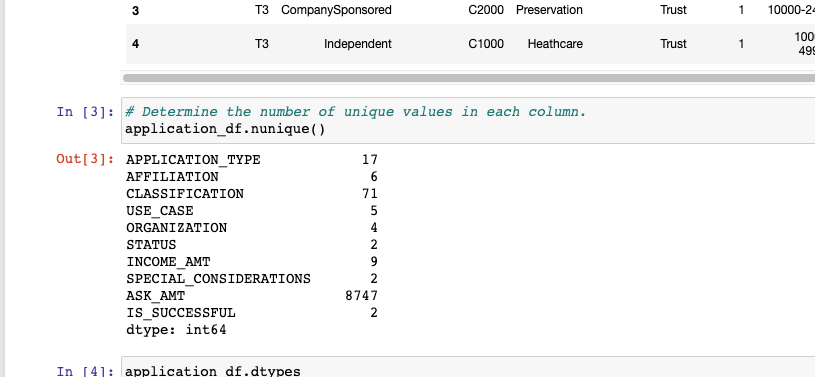 3 T3 CompanySponsored C2000 Preservation Trust 1 10000-24
4 T3 Independent C1000 Heathcare Trust 1 100
499
In [3]: # Determine the number of unique values in each column.
application_df.nunique()
Out[3]: APPLICATION_TYPE 17
AFFILIATION 6
CLASSIFICATION 71
USE_CASE 5
ORGANIZATION 4
STATUS 2
INCOME_AMT 9
SPECIAL_CONSIDERATIONS 2
ASK_AMT 8747
IS_SUCCESSFUL 2
dtype: int64
In [4]: application_df.dtypes